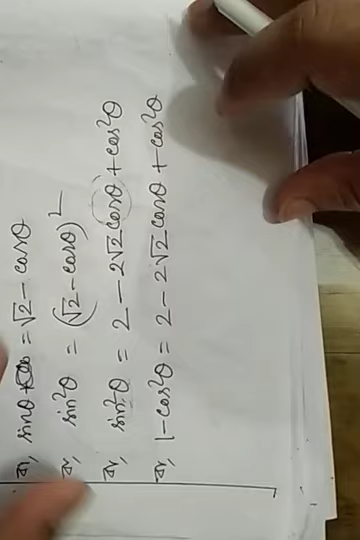 বা, sinθ = √2 - cosθ
বা, sin²θ = (√2 - cosθ)²
বা, sin²θ = 2 - 2√2 cosθ + cos²θ
বা, 1 - cos²θ = 2 - 2√2 cosθ + cos²θ